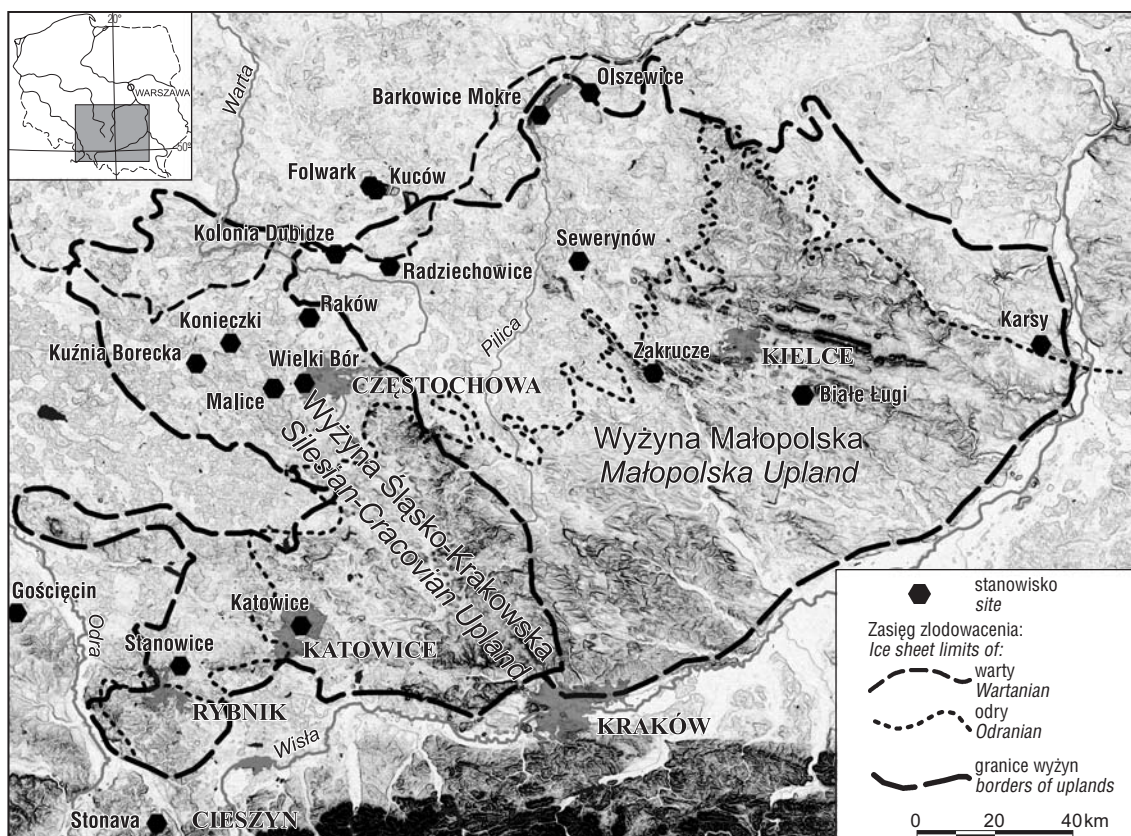 20°
WARSZAWA
50°
Warta
Olszewice
Barkowice Mokre
Folwark
Kuców
Kolonia Dubidze
Sewerynów
Radziechowice
Raków
Pilica
Konieczki
Karsy
Kuźnia Borecka
Zakrucze
KIELCE
Wielki Bór
CZĘSTOCHOWA
Malice
Białe Ługi
Wyżyna Małopolska
Małopolska Upland
Wyżyna Śląsko-Krakowska
Silesian-Cracovian Upland
Gościęcin
Odra
Katowice
Stanowice
KATOWICE
RYBNIK
KRAKÓW
Wisła
Stonava
CIESZYN
stanowisko
site
Zasięg zlodowacenia:
Ice sheet limits of:
warty
Wartanian
odry
Odranian
granice wyżyn
borders of uplands
0 20 40 km